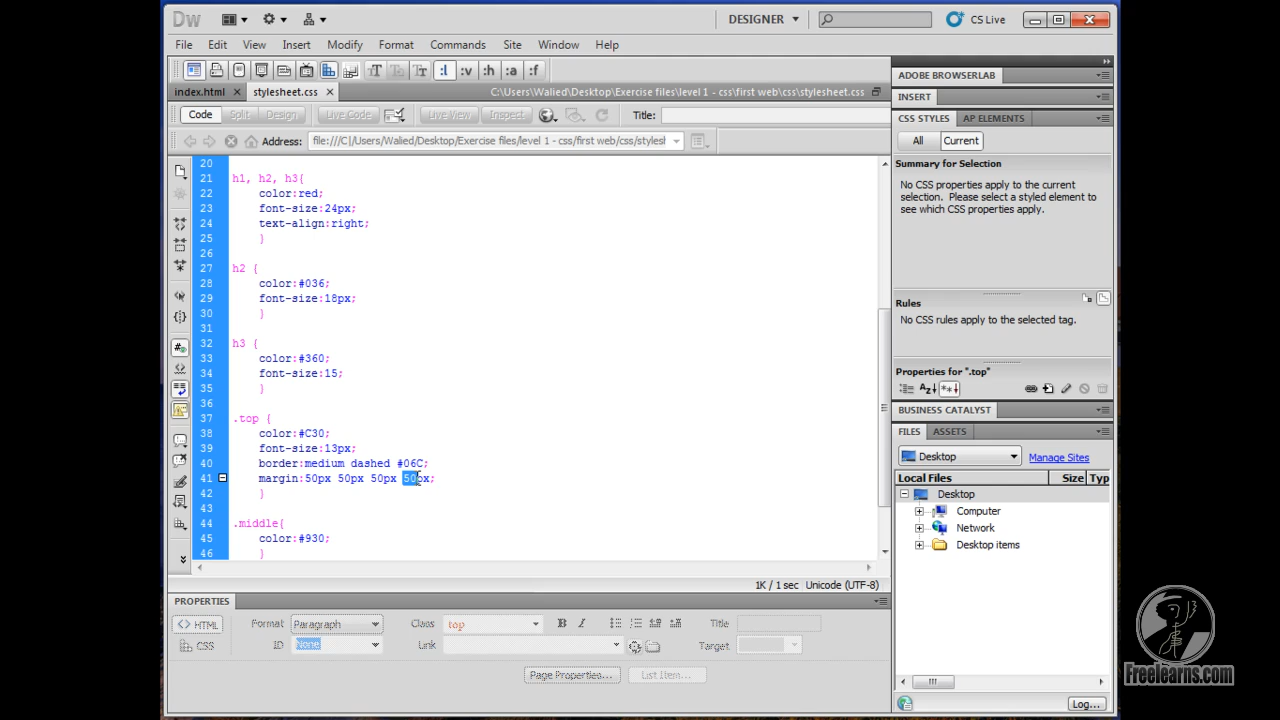 Dw
DESIGNER
CS Live
File Edit View Insert Modify Format Commands Site Window Help
:l :v :h :a :f
index.html stylesheet.css C:\Users\Walied\Desktop\Exercise files\level 1 - css\first web\css\stylesheet.css
Code Split Design Live Code Live View Inspect Title:
Address: file:///C|/Users/Walied/Desktop/Exercise files/level 1 - css/first web/css/stylesl
20
21 h1, h2, h3{
22 color:red;
23 font-size:24px;
24 text-align:right;
25 }
26
27 h2 {
28 color:#036;
29 font-size:18px;
30 }
31
32 h3 {
33 color:#360;
34 font-size:15;
35 }
36
37 .top {
38 color:#C30;
39 font-size:13px;
40 border:medium dashed #06C;
41 margin:50px 50px 50px 50px;
42 }
43
44 .middle{
45 color:#930;
46 }
1K / 1 sec Unicode (UTF-8)
PROPERTIES
<> HTML Format Paragraph Class top B I Title
CSS ID None Link Target
Page Properties... List Item...
ADOBE BROWSERLAB
INSERT
CSS STYLES AP ELEMENTS
All Current
Summary for Selection
No CSS properties apply to the current
selection. Please select a styled element to
see which CSS properties apply.
Rules
No CSS rules apply to the selected tag.
Properties for ".top"
BUSINESS CATALYST
FILES ASSETS
Desktop Manage Sites
Local Files Size Typ
Desktop
Computer
Network
Desktop items
Log...
Freelearns.com